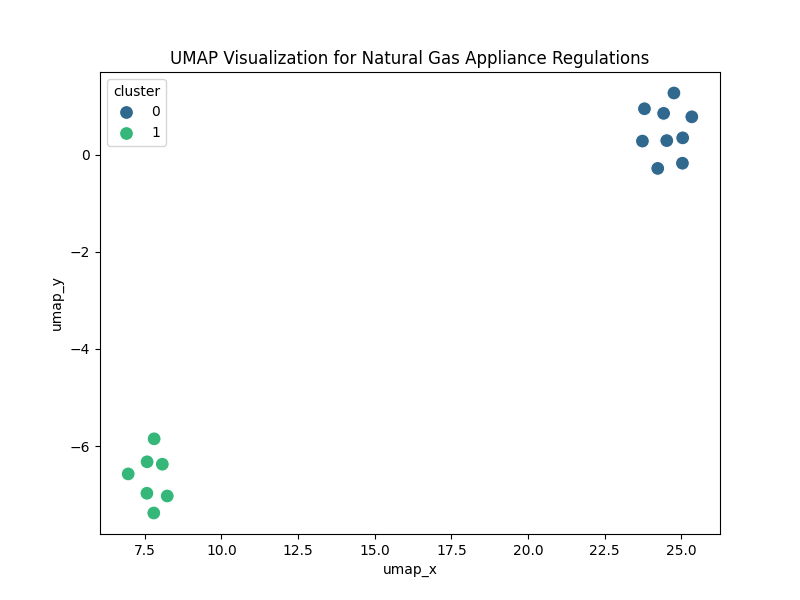 UMAP Visualization for Natural Gas Appliance Regulations
cluster
0
1
0
−2
−4
−6
umap_y
7.5 10.0 12.5 15.0 17.5 20.0 22.5 25.0
umap_x